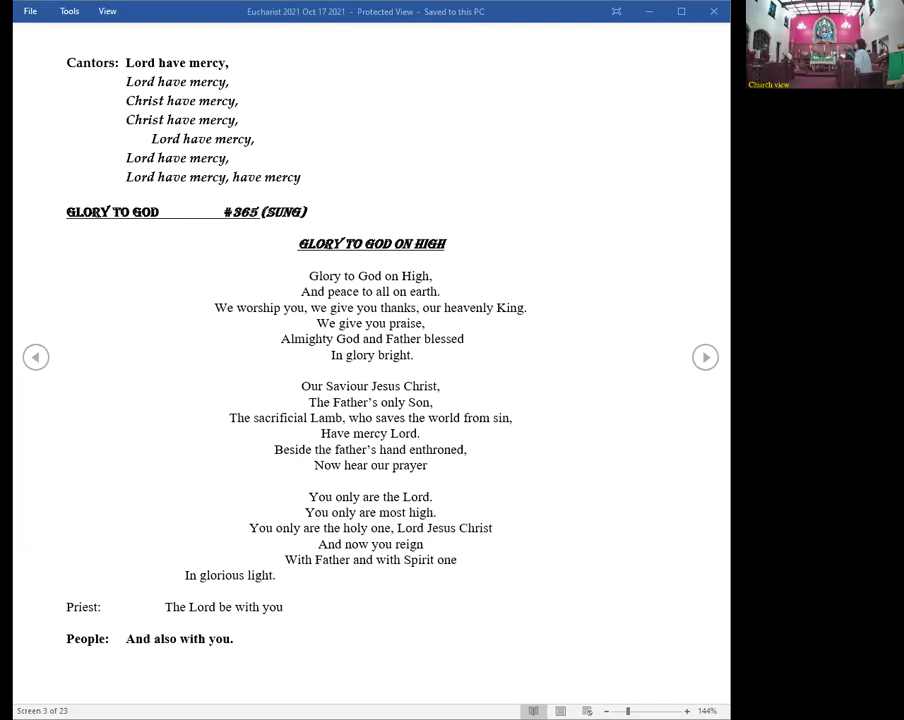 File Tools View Eucharist 2021 Oct 17 2021 - Protected View - Saved to this PC
Church view
Cantors: Lord have mercy,
Lord have mercy,
Christ have mercy,
Christ have mercy,
Lord have mercy,
Lord have mercy,
Lord have mercy, have mercy
GLORY TO GOD #365 (SUNG)
GLORY TO GOD ON HIGH
Glory to God on High,
And peace to all on earth.
We worship you, we give you thanks, our heavenly King.
We give you praise,
Almighty God and Father blessed
In glory bright.
Our Saviour Jesus Christ,
The Father's only Son,
The sacrificial Lamb, who saves the world from sin,
Have mercy Lord.
Beside the father's hand enthroned,
Now hear our prayer
You only are the Lord.
You only are most high.
You only are the holy one, Lord Jesus Christ
And now you reign
With Father and with Spirit one
In glorious light.
Priest: The Lord be with you
People: And also with you.
Screen 3 of 23 144%